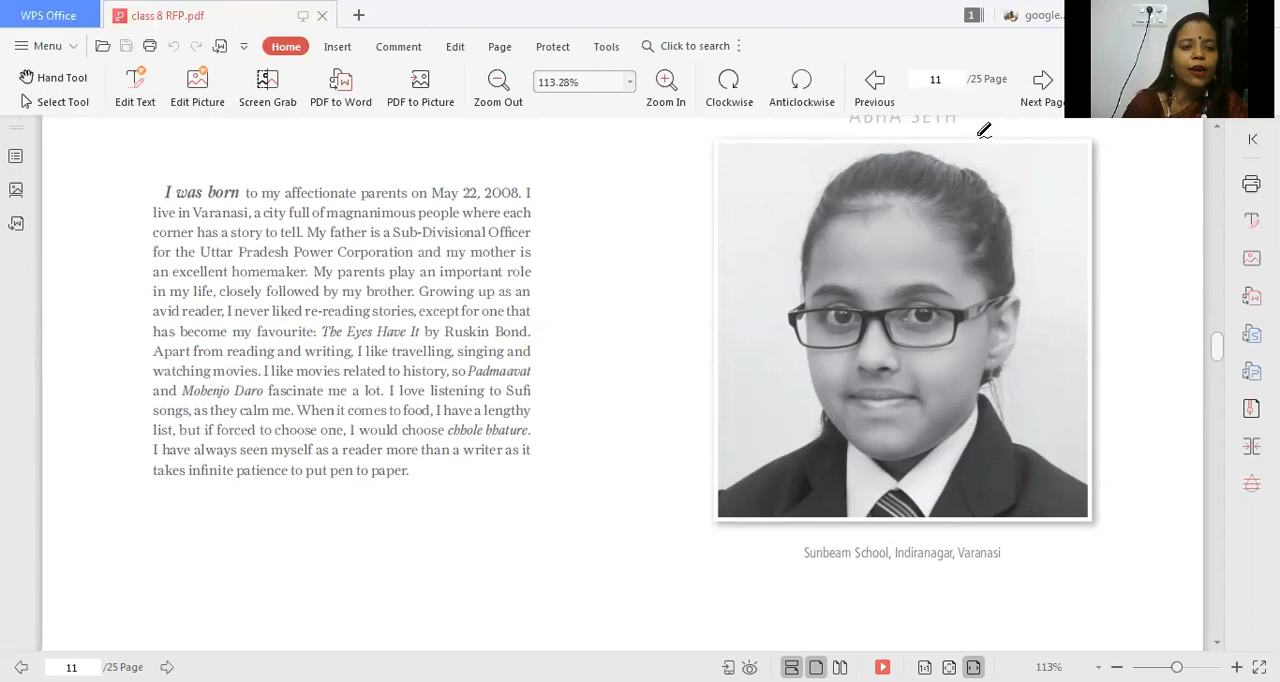 WPS Office
class 8 RFP.pdf
1
google...
Menu
Home
Insert
Comment
Edit
Page
Protect
Tools
Click to search
Hand Tool
Select Tool
Edit Text
Edit Picture
Screen Grab
PDF to Word
PDF to Picture
Zoom Out
113.28%
Zoom In
Clockwise
Anticlockwise
Previous
11 /25 Page
Next Pag
ABHA SETH
I was born to my affectionate parents on May 22, 2008. I
live in Varanasi, a city full of magnanimous people where each
corner has a story to tell. My father is a Sub-Divisional Officer
for the Uttar Pradesh Power Corporation and my mother is
an excellent homemaker. My parents play an important role
in my life, closely followed by my brother. Growing up as an
avid reader, I never liked re-reading stories, except for one that
has become my favourite: The Eyes Have It by Ruskin Bond.
Apart from reading and writing, I like travelling, singing and
watching movies. I like movies related to history, so Padmaavat
and Mohenjo Daro fascinate me a lot. I love listening to Sufi
songs, as they calm me. When it comes to food, I have a lengthy
list, but if forced to choose one, I would choose chhole bhature.
I have always seen myself as a reader more than a writer as it
takes infinite patience to put pen to paper.
Sunbeam School, Indiranagar, Varanasi
11 /25 Page
113%